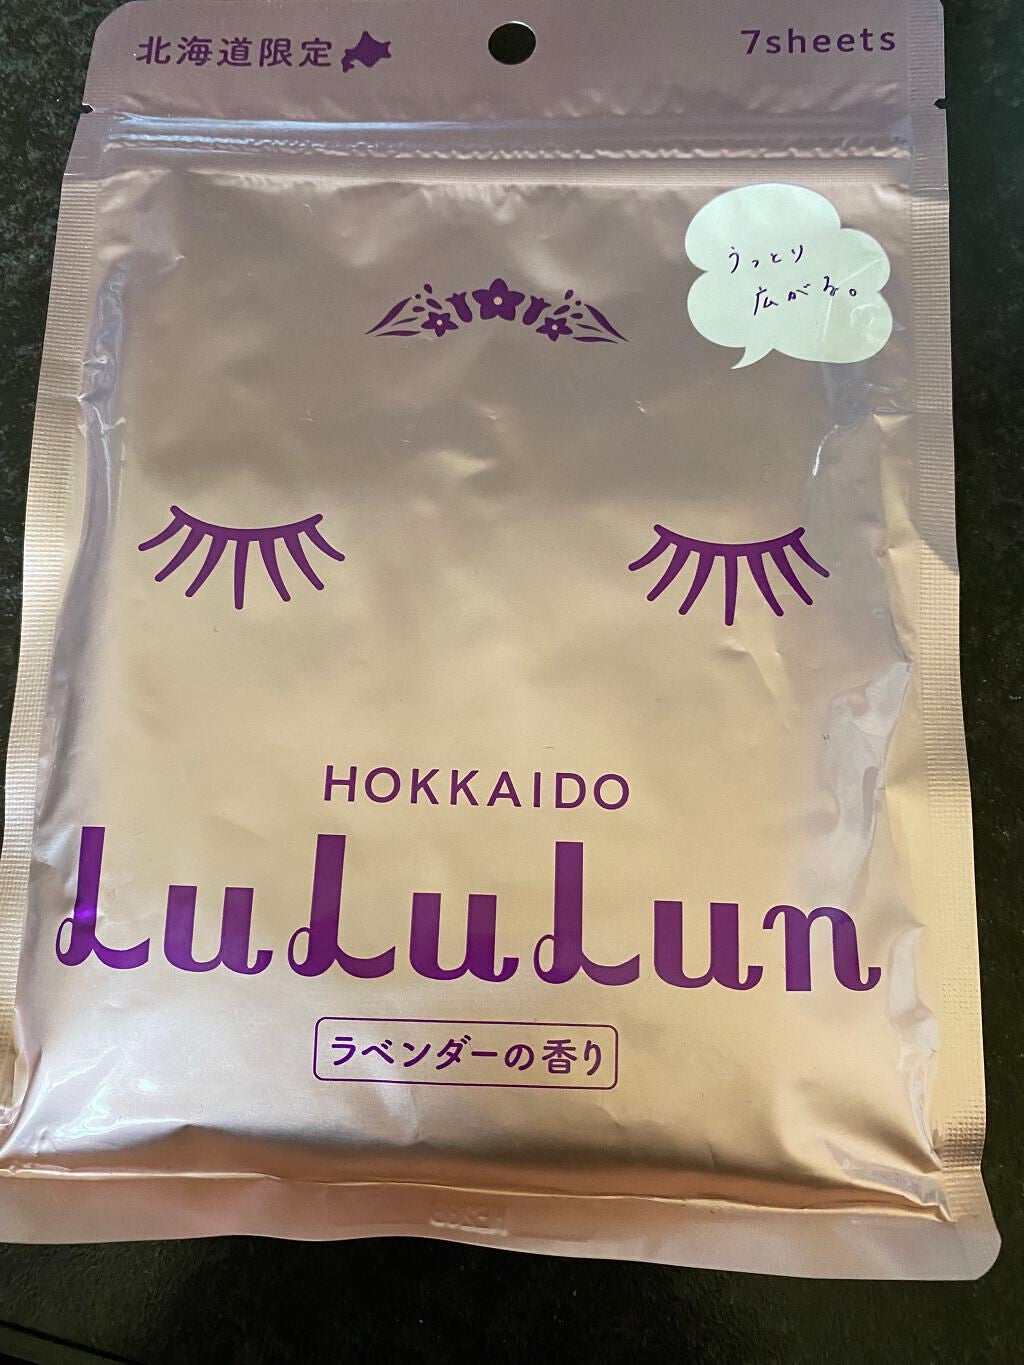 北海道限定
7sheets
うっとり
広がる。
HOKKAIDO
LuLuLun
ラベンダーの香り